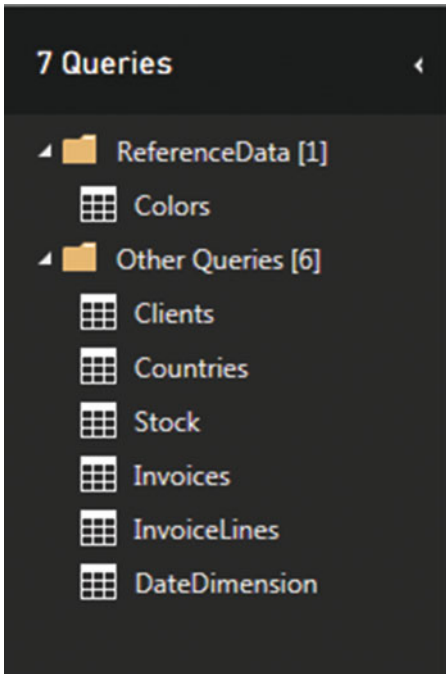 7 Queries
ReferenceData [1]
Colors
Other Queries [6]
Clients
Countries
Stock
Invoices
InvoiceLines
DateDimension